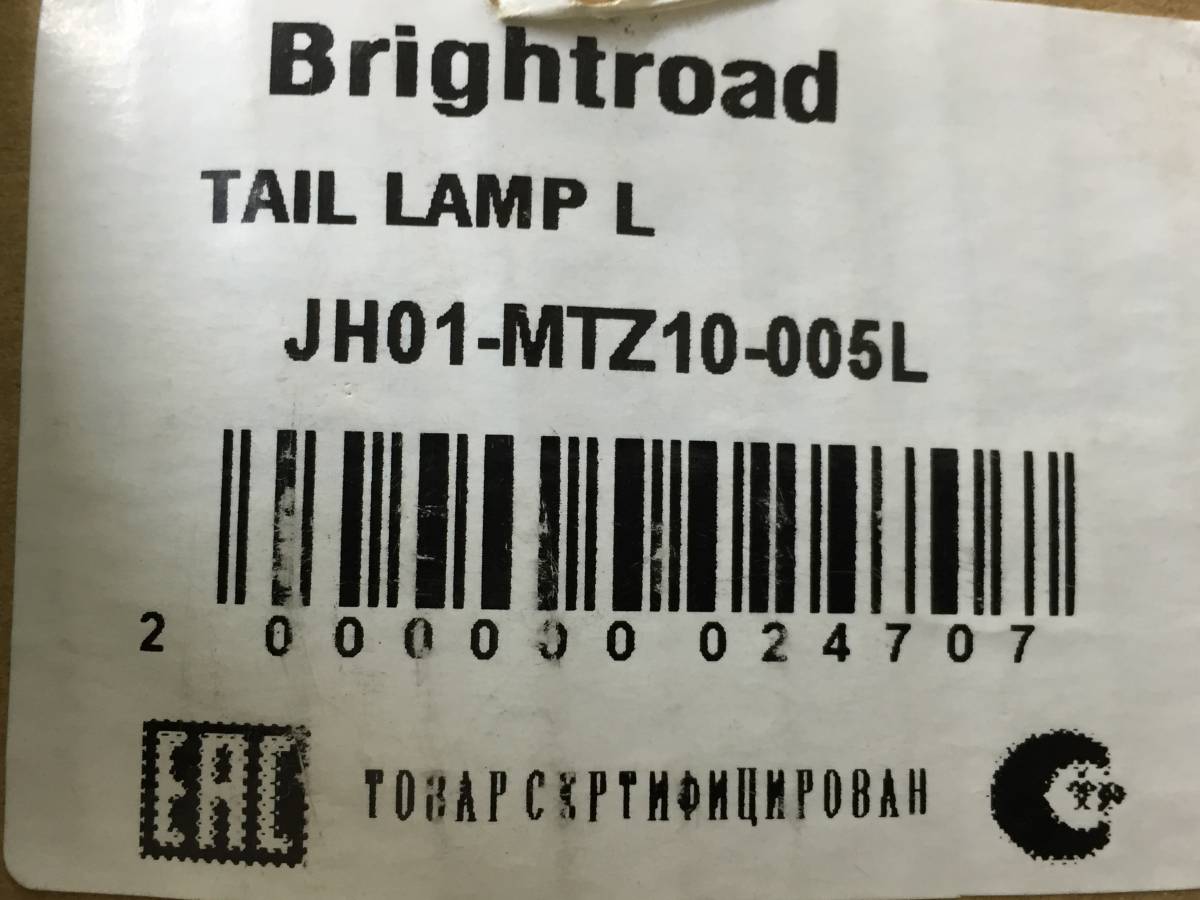 Brightroad
TAIL LAMP L
JH01-MTZ10-005L
2 000000 024707
EAC
ТОВАР СЕРТИФИЦИРОВАН